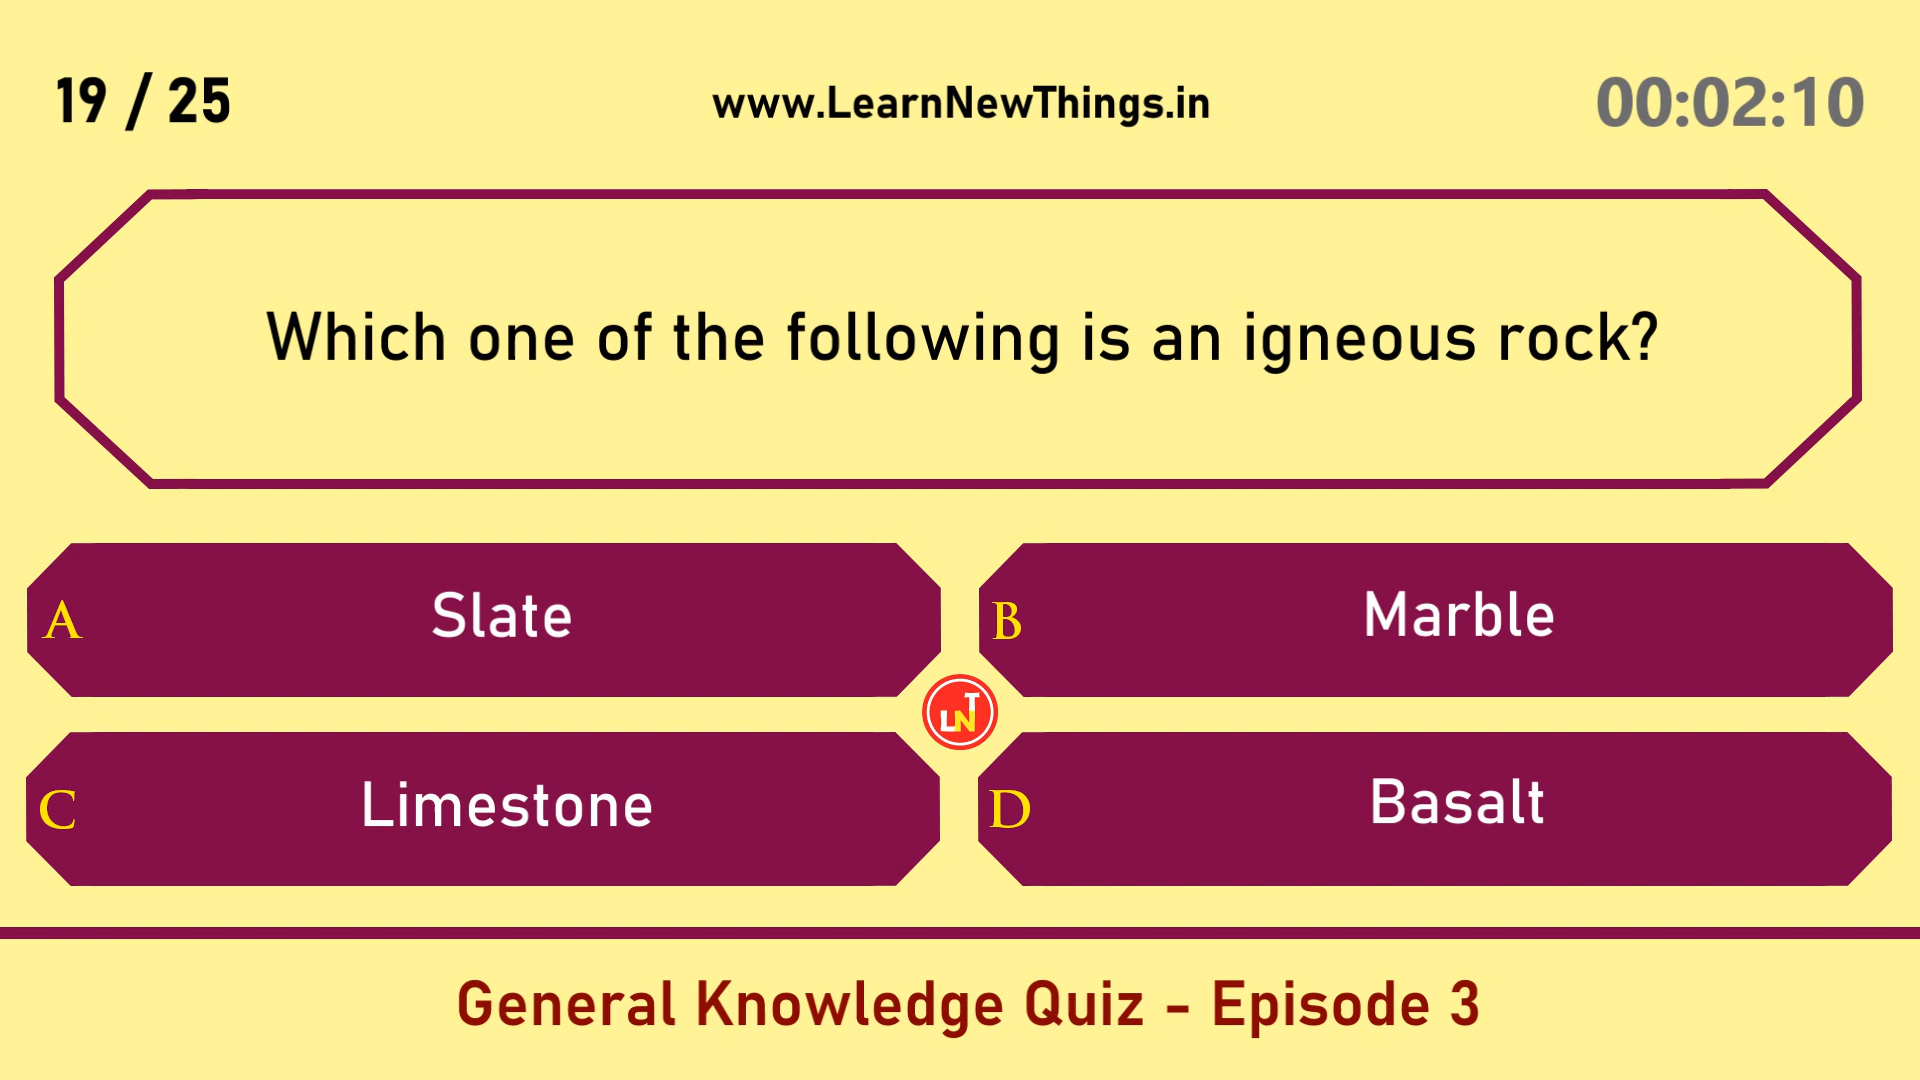 19 / 25
www.LearnNewThings.in
00:02:10
Which one of the following is an igneous rock?
A Slate
B Marble
LNT
C Limestone
D Basalt
General Knowledge Quiz - Episode 3